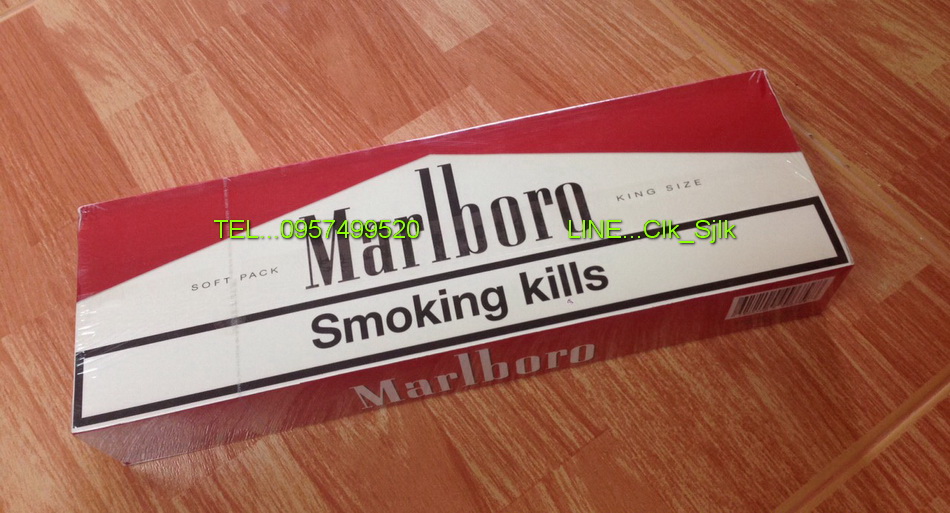 TEL...0957499520
LINE...Clk_Sjlk
Marlboro
KING SIZE
SOFT PACK
Smoking kills
Marlboro